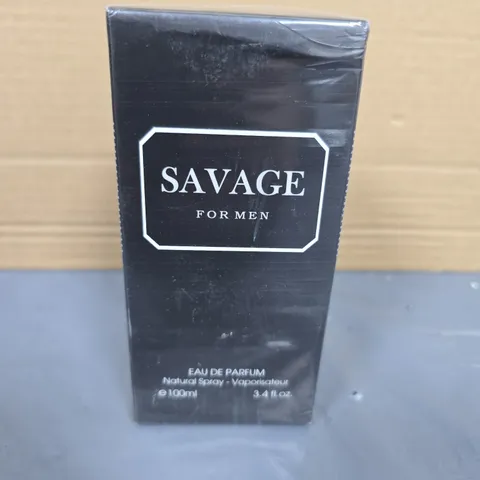 SAVAGE
FOR MEN
EAU DE PARFUM
Natural Spray - Vaporisateur
℮100ml 3.4 fl.oz